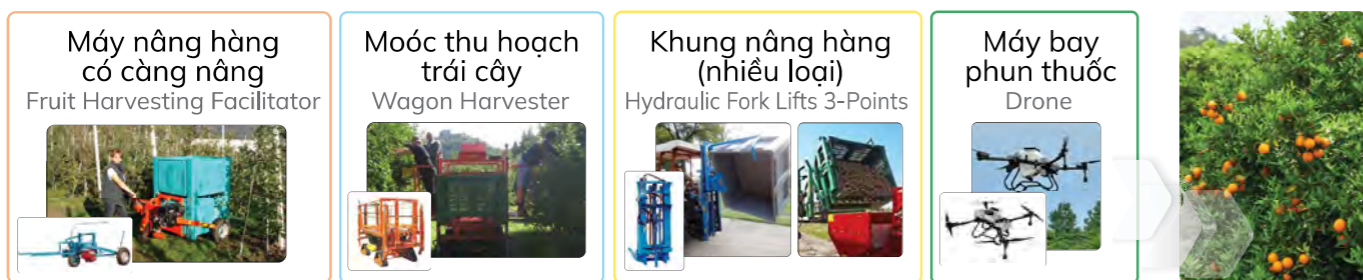 Máy nâng hàng
có càng nâng
Fruit Harvesting Facilitator
Moóc thu hoạch
trái cây
Wagon Harvester
Khung nâng hàng
(nhiều loại)
Hydraulic Fork Lifts 3-Points
Máy bay
phun thuốc
Drone